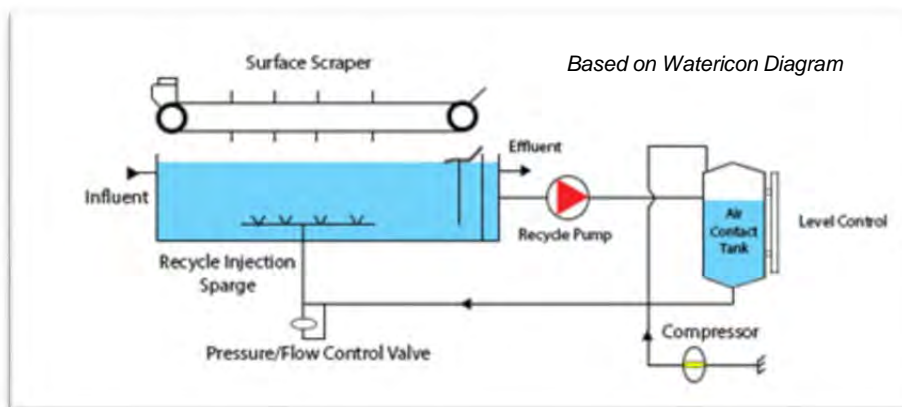 Surface Scraper
Based on Watericon Diagram
Effluent
Influent
Recycle Pump
Air
Contact
Tank
Level Control
Recycle Injection
Sparge
Compressor
Pressure/Flow Control Valve